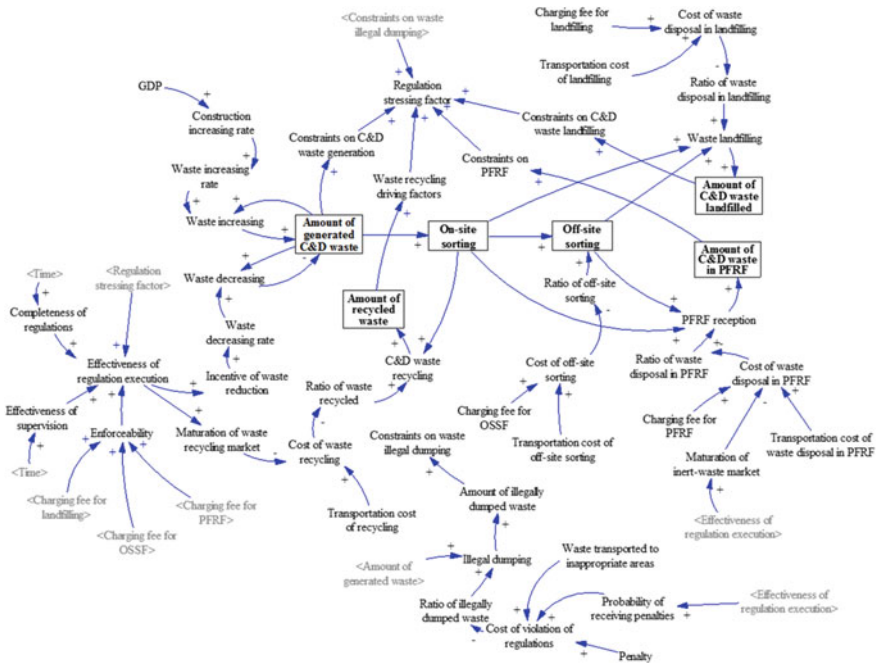 <Constraints on waste
illegal dumping>
Charging fee for
landfilling
Cost of waste
disposal in landfilling
Transportation cost
of landfilling
GDP
Regulation
stressing factor
Ratio of waste
disposal in landfilling
Construction
increasing rate
Constraints on C&D
waste generation
Constraints on C&D
waste landfilling
Waste landfilling
Waste increasing
rate
Waste recycling
driving factors
Constraints on
PFRF
Amount of
C&D waste
landfilled
Waste increasing
Amount of
generated
C&D waste
On-site
sorting
Off-site
sorting
Amount of
C&D waste
in PFRF
<Time>
<Regulation
stressing factor>
Waste decreasing
Amount of
recycled
waste
Ratio of off-site
sorting
Completeness of
regulations
Waste
decreasing rate
PFRF reception
Effectiveness of
regulation execution
Incentive of waste
reduction
C&D waste
recycling
Cost of off-site
sorting
Ratio of waste
disposal in PFRF
Cost of waste
disposal in PFRF
Ratio of waste
recycled
Effectiveness of
supervision
Enforceability
Maturation of waste
recycling market
Cost of waste
recycling
Constraints on waste
illegal dumping
Charging fee for
OSSF
Transportation cost of
off-site sorting
Charging fee for
PFRF
Transportation cost of
waste disposal in PFRF
Maturation of
inert-waste market
<Time>
<Charging fee for
landfilling>
<Charging fee for
PFRF>
<Charging fee for
OSSF>
Transportation cost
of recycling
Amount of illegally
dumped waste
<Effectiveness of
regulation execution>
<Amount of
generated waste>
Illegal dumping
Waste transported to
inappropriate areas
Ratio of illegally
dumped waste
Probability of
receiving penalties
<Effectiveness of
regulation execution>
Cost of violation of
regulations
Penalty